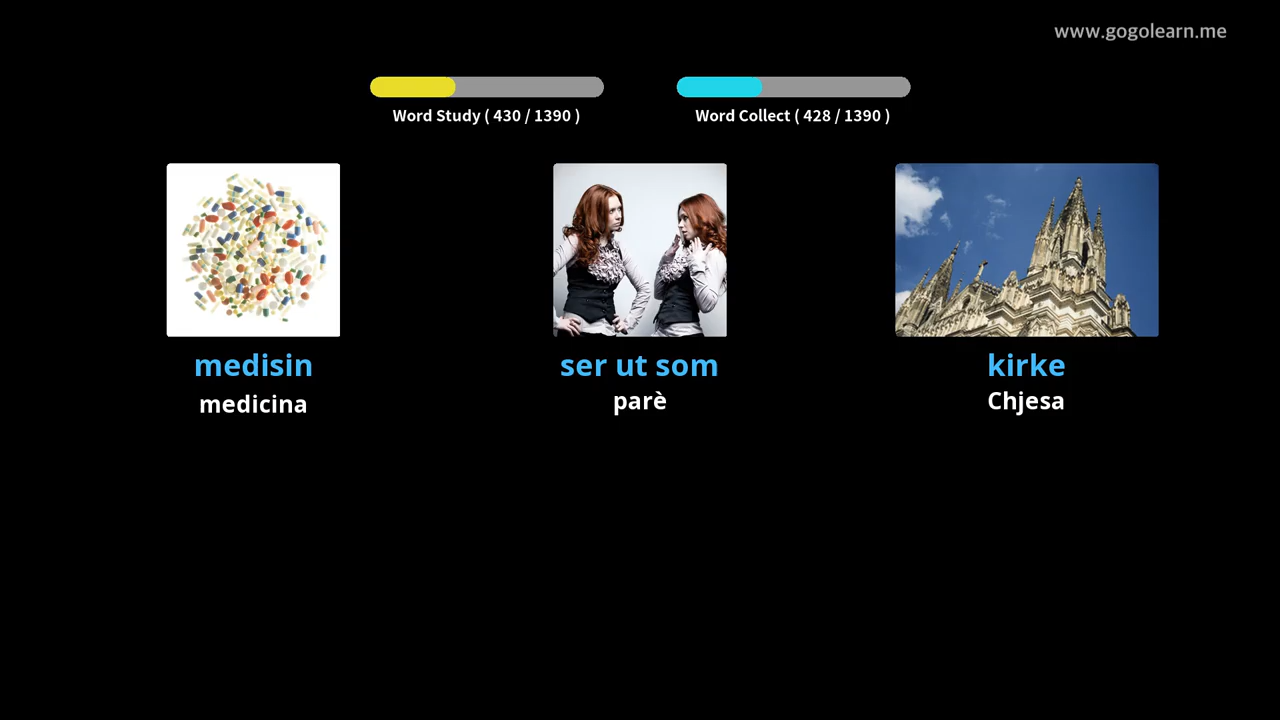 www.gogolearn.me
Word Study ( 430 / 1390 )
Word Collect ( 428 / 1390 )
medisin
medicina
ser ut som
parè
kirke
Chjesa